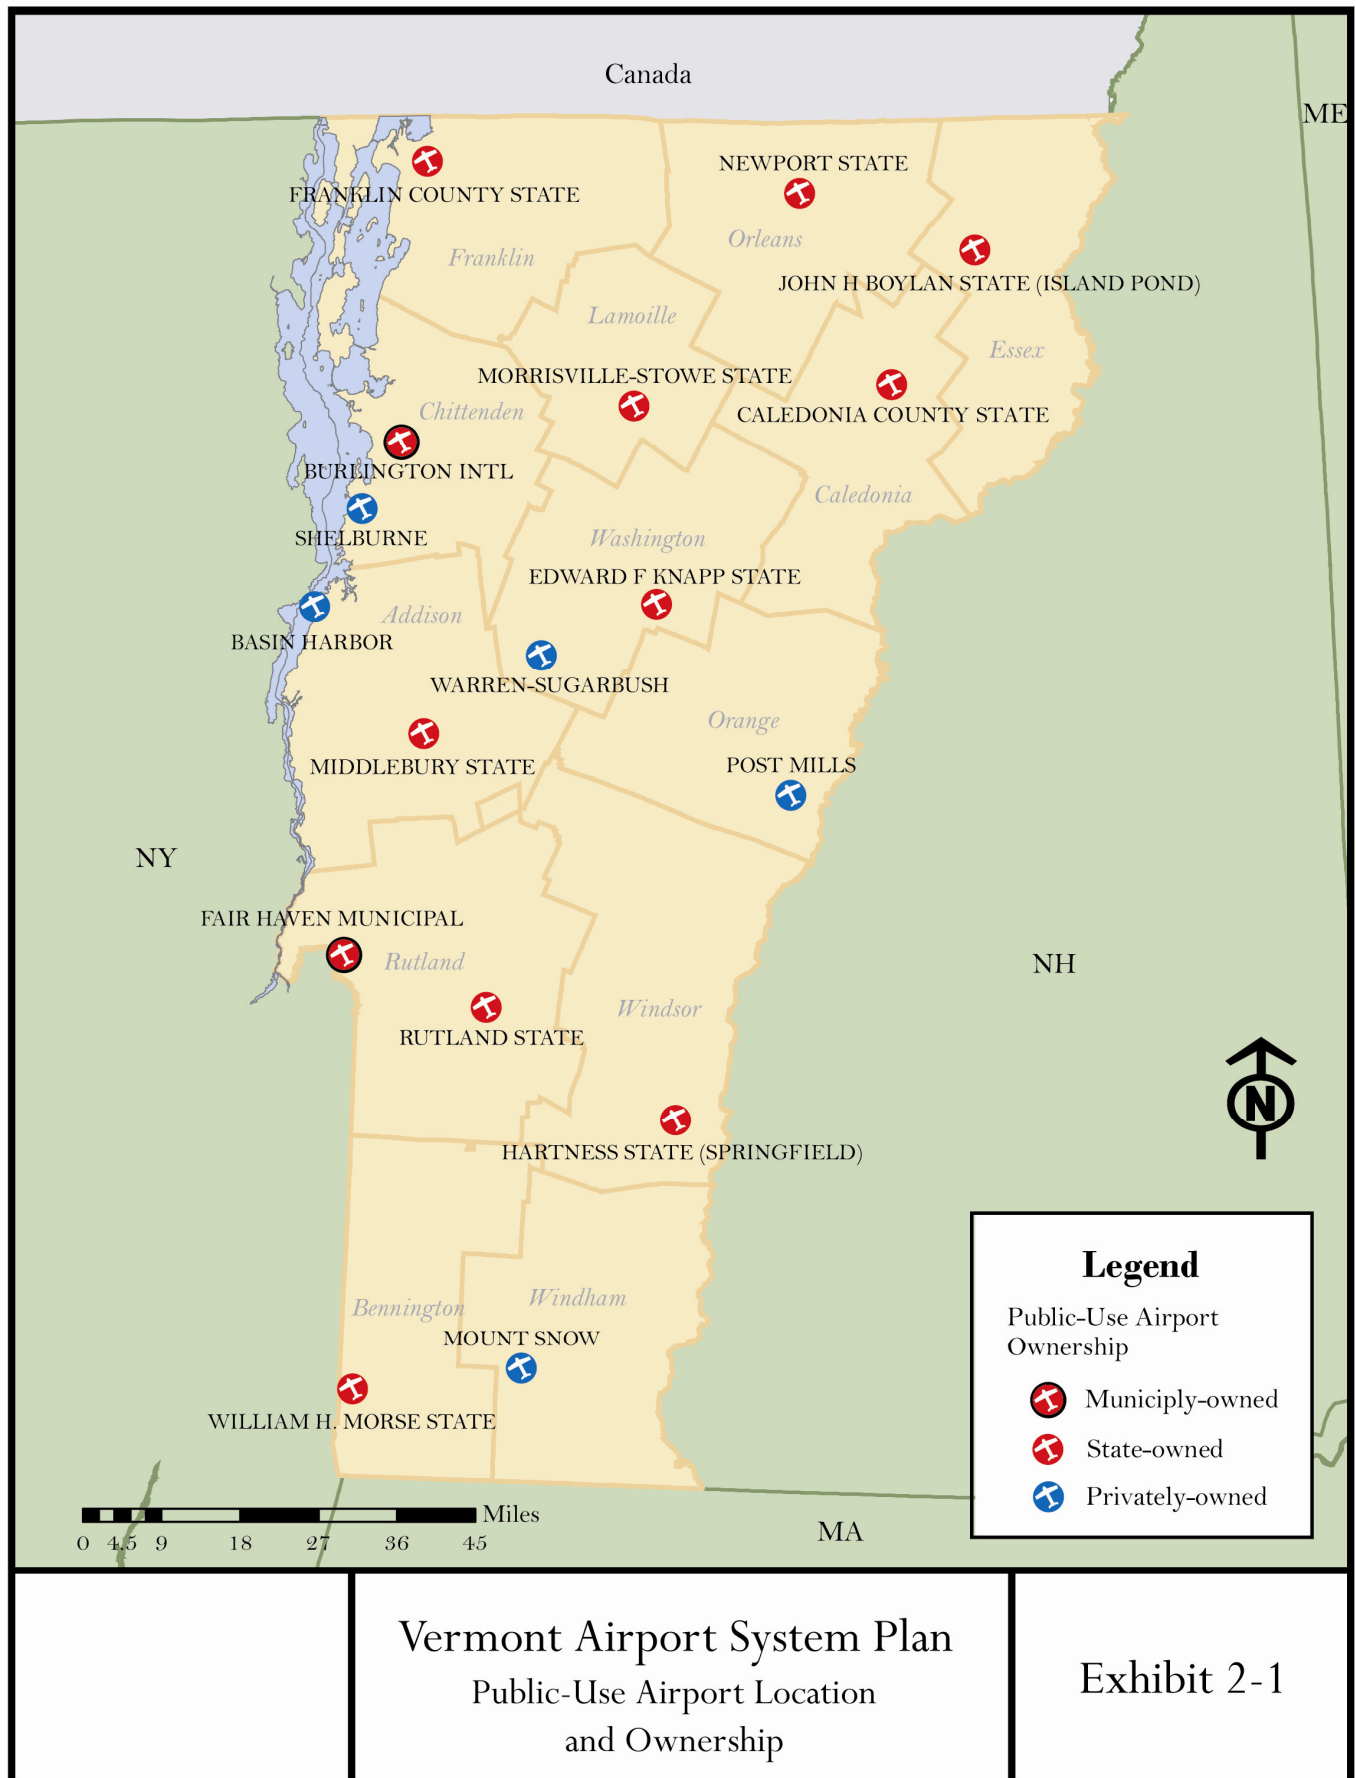 Canada
ME
NEWPORT STATE
FRANKLIN COUNTY STATE
Orleans
Franklin
JOHN H BOYLAN STATE (ISLAND POND)
Lamoille
Essex
MORRISVILLE-STOWE STATE
Chittenden
CALEDONIA COUNTY STATE
BURLINGTON INTL
Caledonia
SHELBURNE
Washington
EDWARD F KNAPP STATE
Addison
BASIN HARBOR
WARREN-SUGARBUSH
Orange
MIDDLEBURY STATE
POST MILLS
NY
FAIR HAVEN MUNICIPAL
Rutland
NH
Windsor
RUTLAND STATE
N
HARTNESS STATE (SPRINGFIELD)
Bennington
Windham
MOUNT SNOW
WILLIAM H. MORSE STATE
Legend
Public-Use Airport
Ownership
Municiply-owned
State-owned
Privately-owned
Miles
0 4.5 9 18 27 36 45
MA
Vermont Airport System Plan
Public-Use Airport Location
and Ownership
Exhibit 2-1